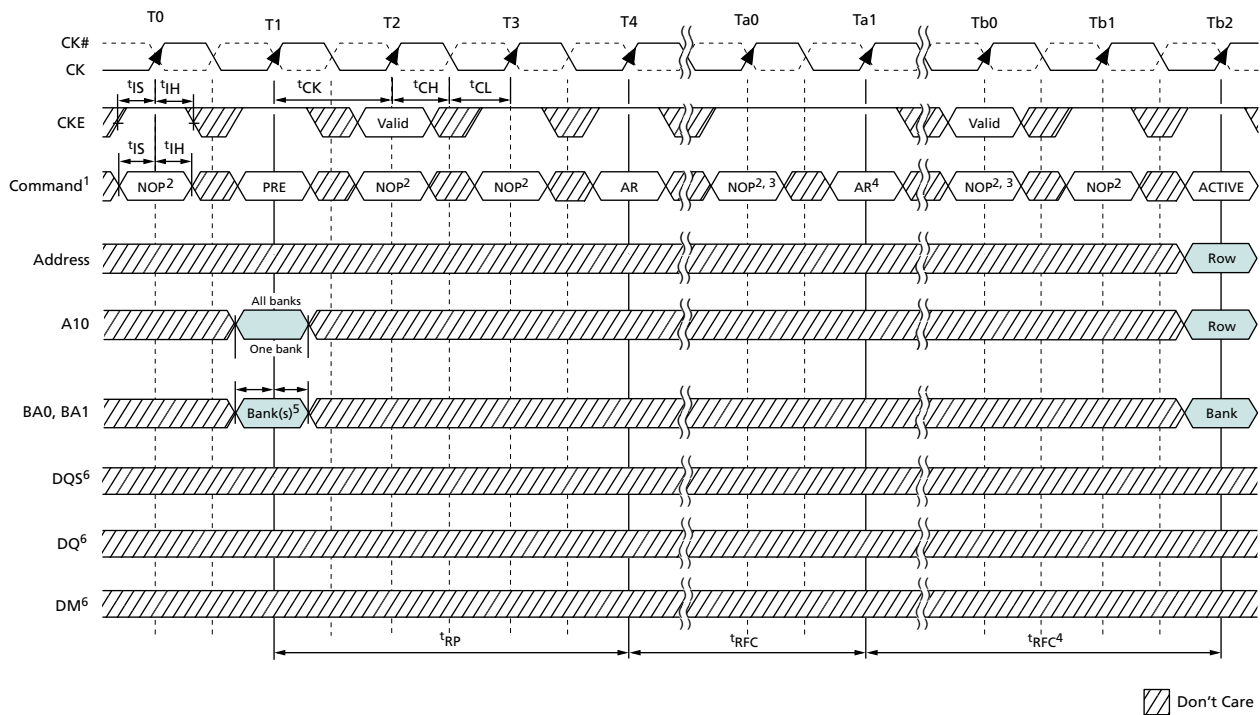 T0 T1 T2 T3 T4 Ta0 Ta1 Tb0 Tb1 Tb2
CK#
CK
tIS tIH tCK tCH tCL
CKE Valid Valid
tIS tIH
Command1 NOP2 PRE NOP2 NOP2 AR NOP2, 3 AR4 NOP2, 3 NOP2 ACTIVE
Address Row
All banks
A10 Row
One bank
BA0, BA1 Bank(s)5 Bank
DQS6
DQ6
DM6
tRP tRFC tRFC4
Don't Care